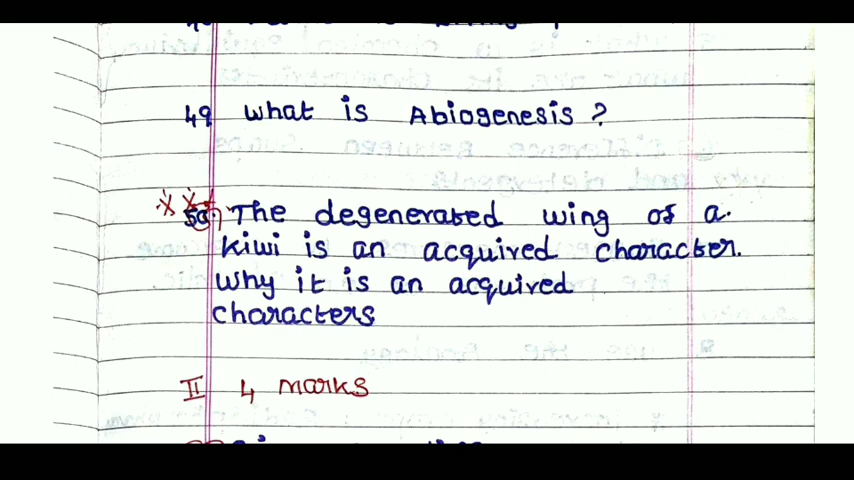 49 What is Abiogenesis ?
50 The degenerated wing of a
kiwi is an acquired character.
Why it is an acquired
characters
II 4 marks